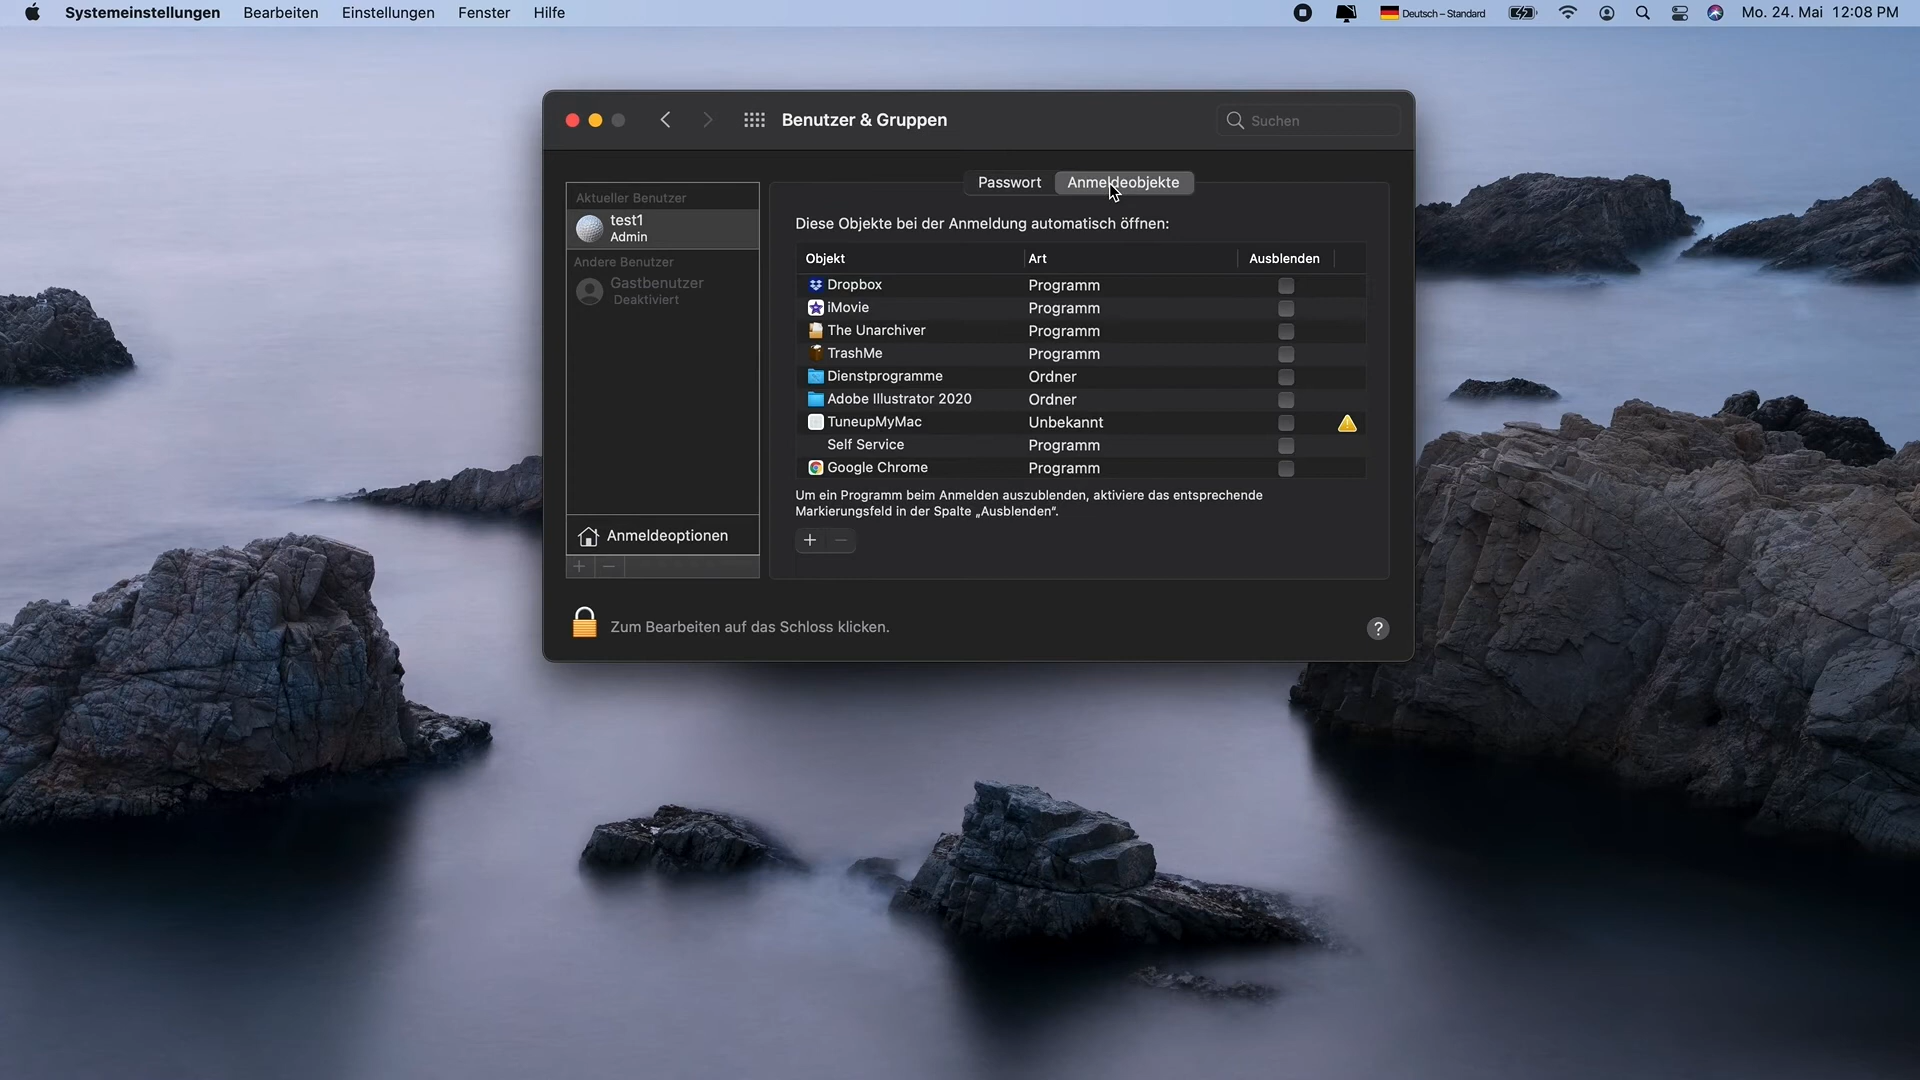 Systemeinstellungen Bearbeiten Einstellungen Fenster Hilfe Deutsch – Standard Mo. 24. Mai 12:08 PM
Benutzer & Gruppen Suchen
Passwort Anmeldeobjekte
Aktueller Benutzer
test1
Admin
Andere Benutzer
Gastbenutzer
Deaktiviert
Anmeldeoptionen
Diese Objekte bei der Anmeldung automatisch öffnen:
Objekt Art Ausblenden
Dropbox Programm
iMovie Programm
The Unarchiver Programm
TrashMe Programm
Dienstprogramme Ordner
Adobe Illustrator 2020 Ordner
TuneupMyMac Unbekannt
Self Service Programm
Google Chrome Programm
Um ein Programm beim Anmelden auszublenden, aktiviere das entsprechende
Markierungsfeld in der Spalte „Ausblenden“.
Zum Bearbeiten auf das Schloss klicken.
?